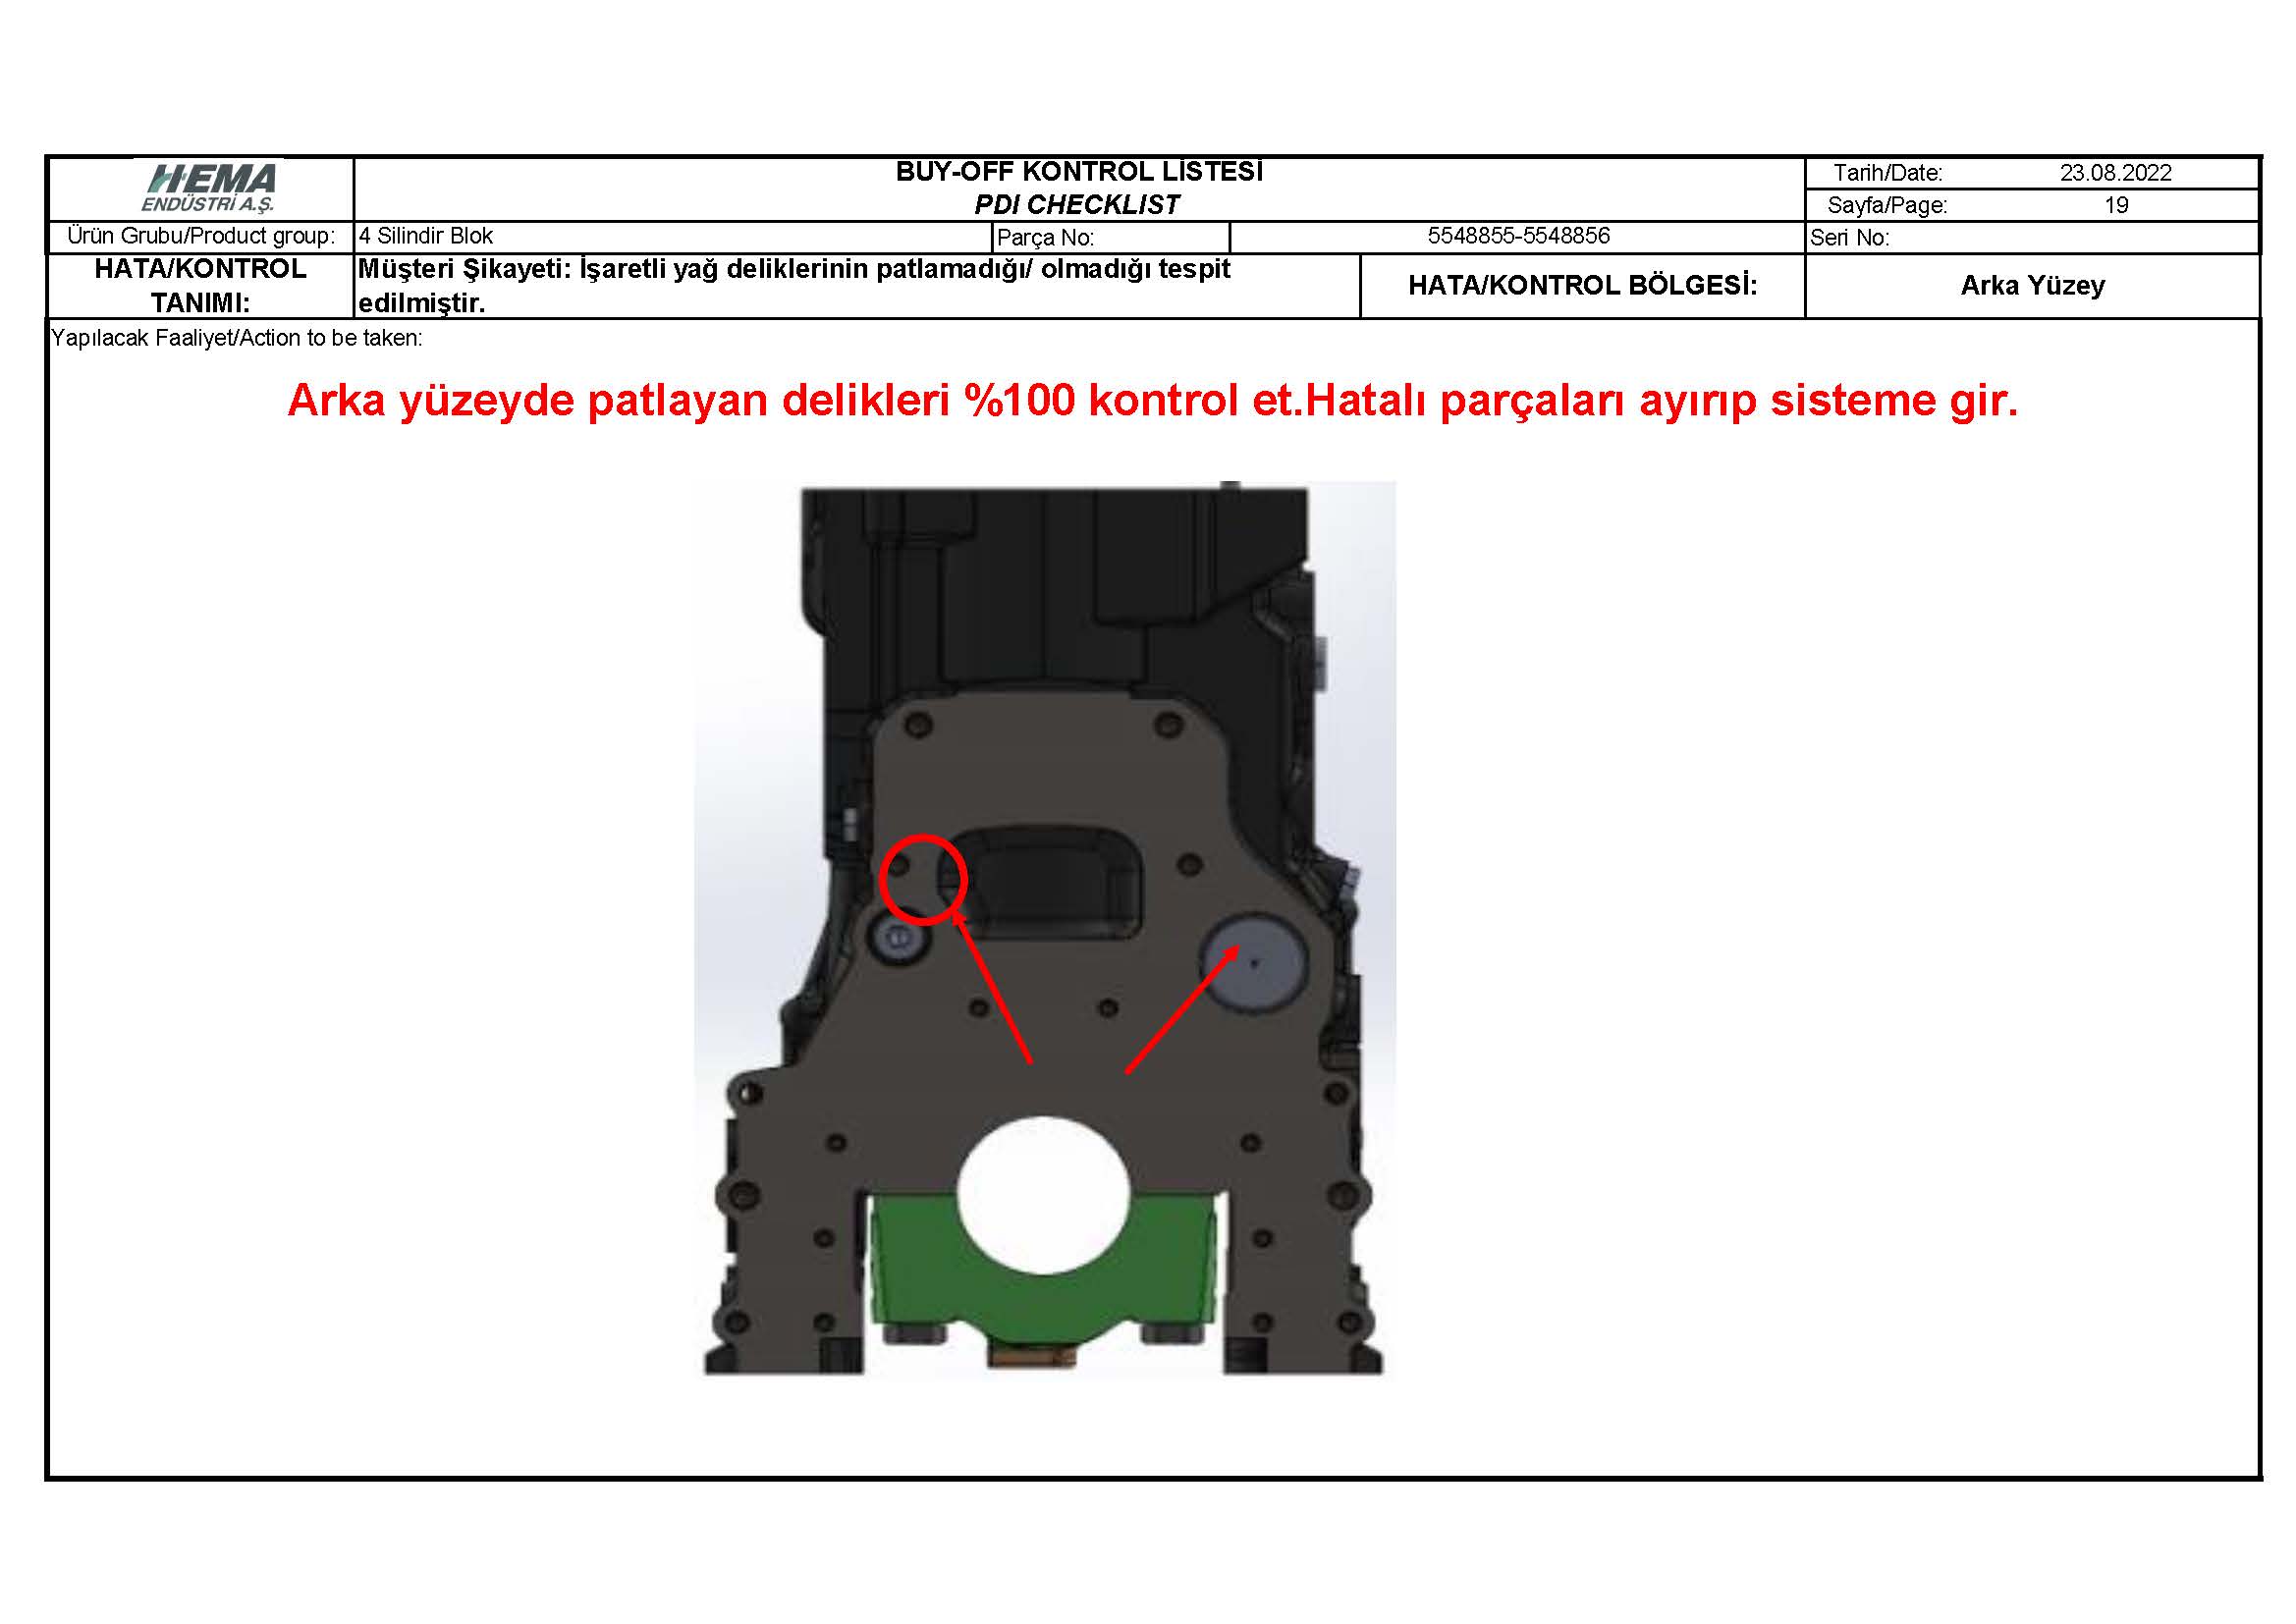 HEMA
ENDÜSTRİ A.Ş.
BUY-OFF KONTROL LİSTESİ
PDI CHECKLIST
Tarih/Date: 23.08.2022
Sayfa/Page: 19
Ürün Grubu/Product group: 4 Silindir Blok Parça No: 5548855-5548856 Seri No:
HATA/KONTROL TANIMI:
Müşteri Şikayeti: İşaretli yağ deliklerinin patlamadığı/ olmadığı tespit
edilmiştir.
HATA/KONTROL BÖLGESİ: Arka Yüzey
Yapılacak Faaliyet/Action to be taken:
Arka yüzeyde patlayan delikleri %100 kontrol et.Hatalı parçaları ayırıp sisteme gir.